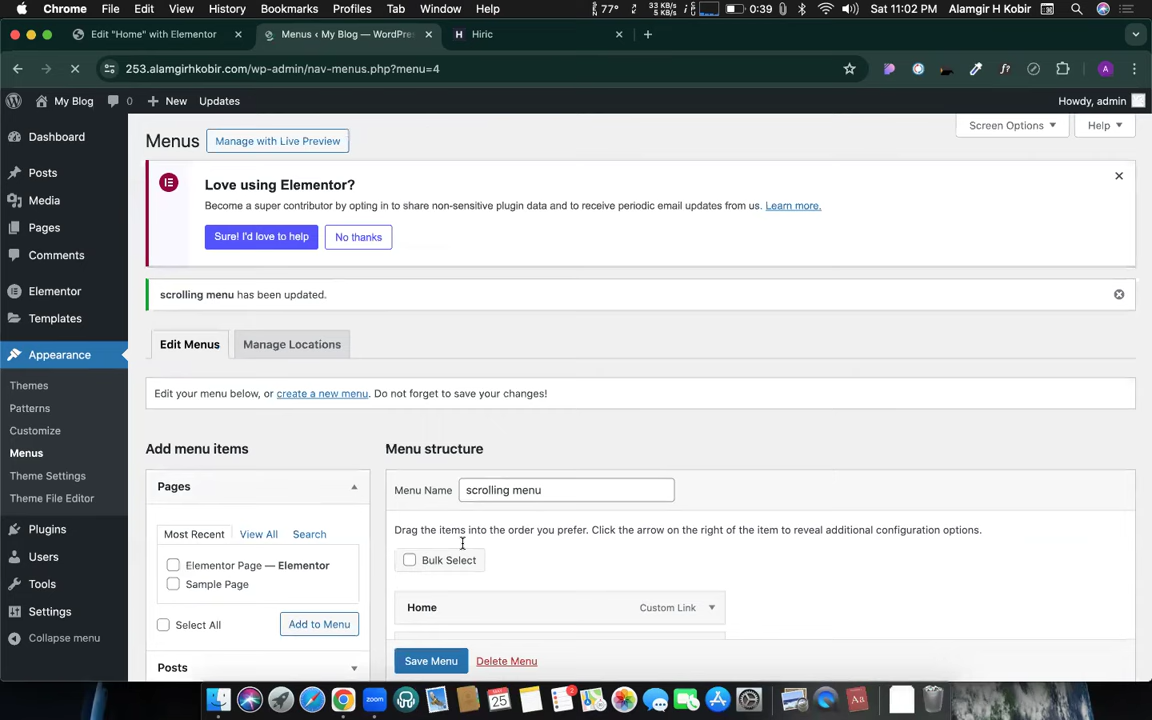 Chrome File Edit View History Bookmarks Profiles Tab Window Help 77° 33 KB/s 5 KB/s 0:39 Sat 11:02 PM Alamgir H Kobir
Edit "Home" with Elementor
Menus ‹ My Blog — WordPre
Hiric
253.alamgirhkobir.com/wp-admin/nav-menus.php?menu=4
A
My Blog 0 New Updates Howdy, admin
Screen Options Help
Dashboard
Posts
Media
Pages
Comments
Elementor
Templates
Appearance
Themes
Patterns
Customize
Menus
Theme Settings
Theme File Editor
Plugins
Users
Tools
Settings
Collapse menu
Menus Manage with Live Preview
Love using Elementor?
Become a super contributor by opting in to share non-sensitive plugin data and to receive periodic email updates from us. Learn more.
Sure! I'd love to help No thanks
scrolling menu has been updated.
Edit Menus Manage Locations
Edit your menu below, or create a new menu. Do not forget to save your changes!
Add menu items
Pages
Most Recent View All Search
Elementor Page — Elementor
Sample Page
Select All Add to Menu
Posts
Menu structure
Menu Name scrolling menu
Drag the items into the order you prefer. Click the arrow on the right of the item to reveal additional configuration options.
Bulk Select
Home Custom Link
Save Menu Delete Menu